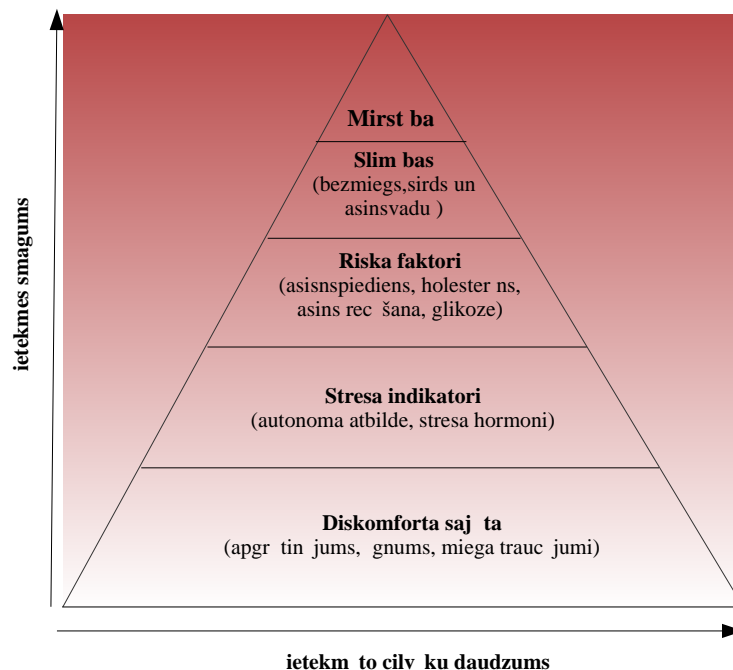 Mirst ba
Slim bas
(bezmiegs,sirds un
asinsvadu )
Riska faktori
(asisnspiediens, holester ns,
asins rec šana, glikoze)
Stresa indikatori
(autonoma atbilde, stresa hormoni)
Diskomforta saj ta
(apgr tin jums, gnums, miega trauc jumi)
ietekmes smagums
ietekm to cilv ku daudzums